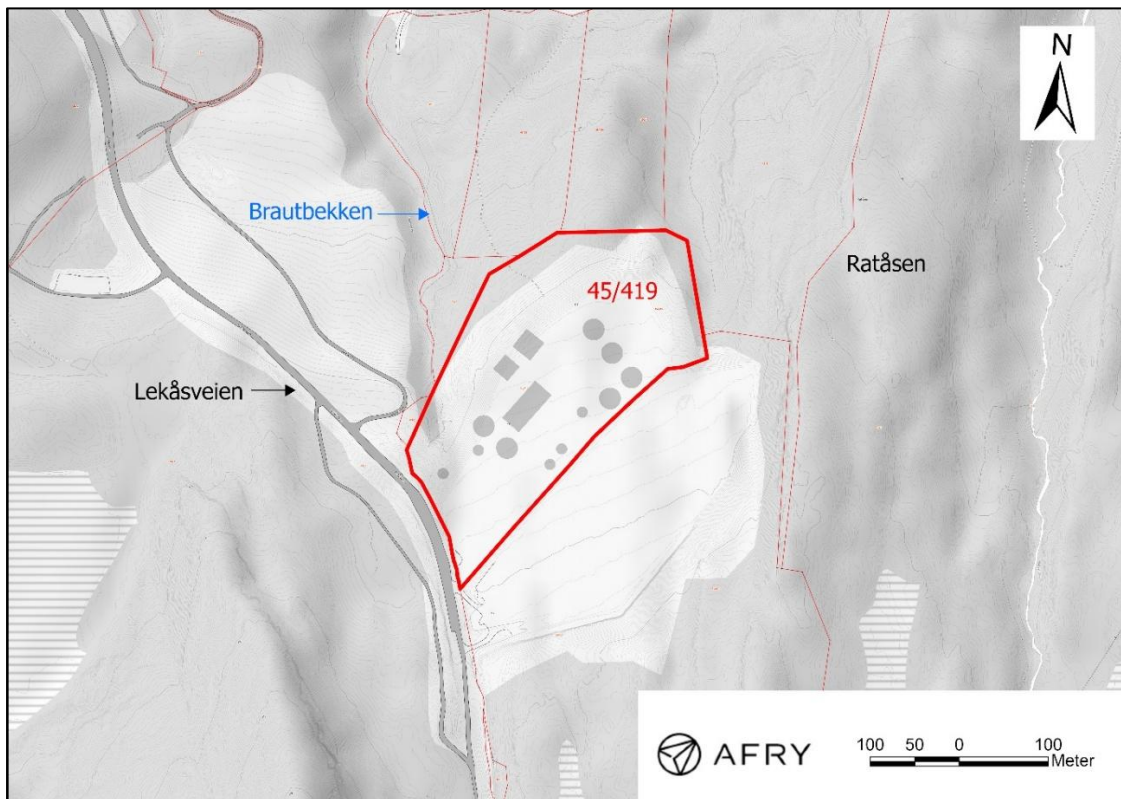 N
Brautbekken
45/419
Ratåsen
Lekåsveien
AFRY
100 50 0 100
Meter